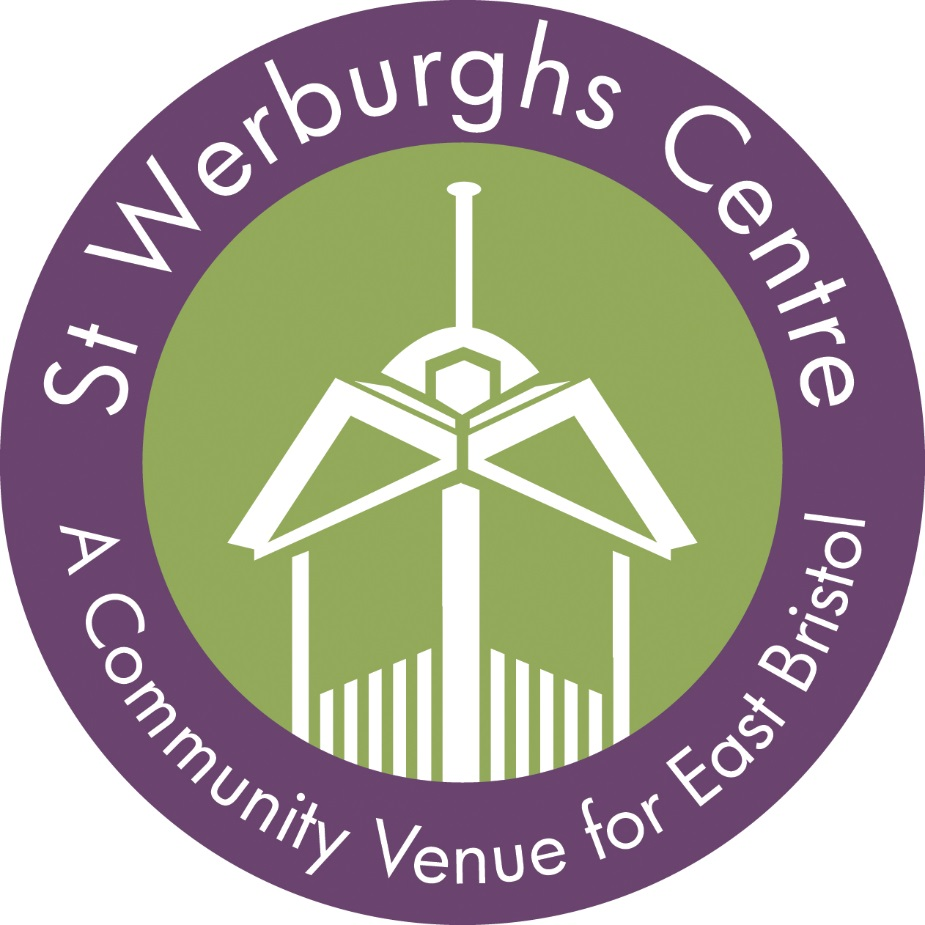 St Werburghs Centre
A Community Venue for East Bristol